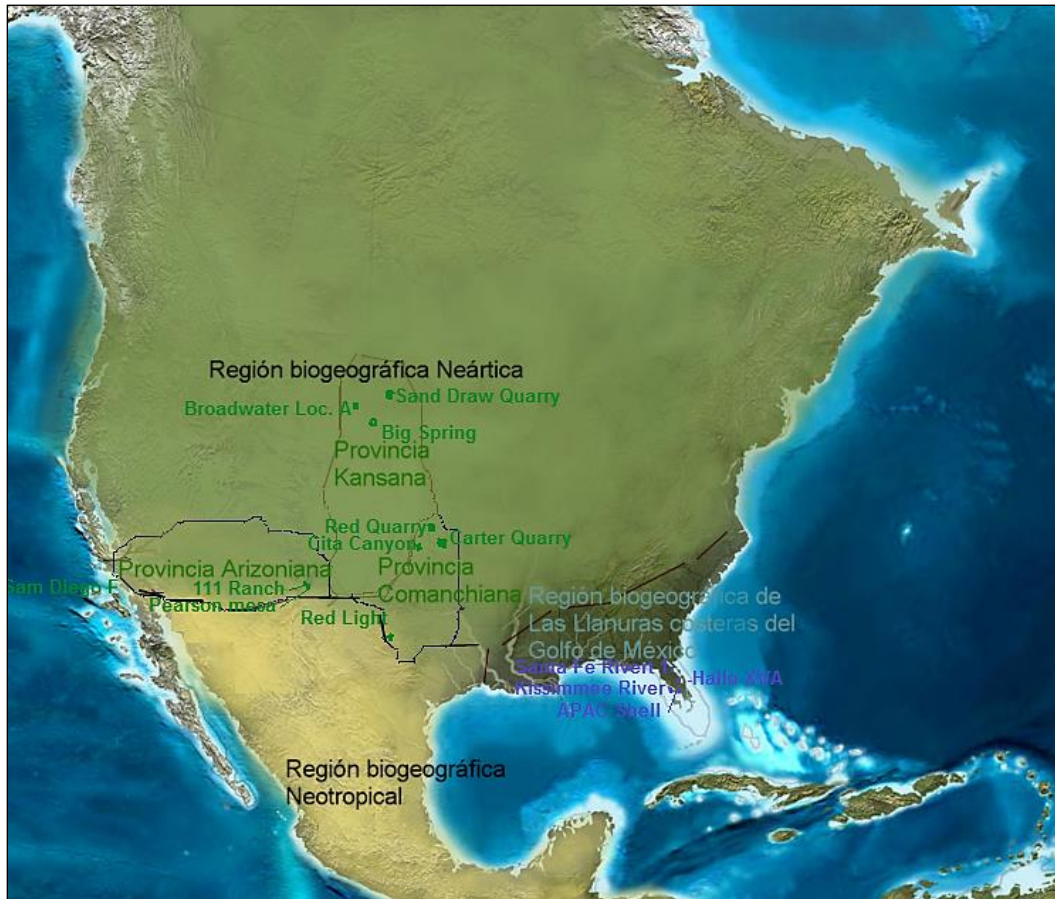 Región biogeográfica Neártica
Sand Draw Quarry
Broadwater Loc. A
Big Spring
Provincia
Kansana
Red Quarry
Carter Quarry
Cita Canyon
Provincia Arizoniana
Provincia
Comanchiana
Sam Diego F
111 Ranch
Pearson mesa
Red Light
Región biogeográfica de
Las Llanuras costeras del
Golfo de México
Santa Fe River
Haile
Kissimmee River
APAC Shell
Región biogeográfica
Neotropical